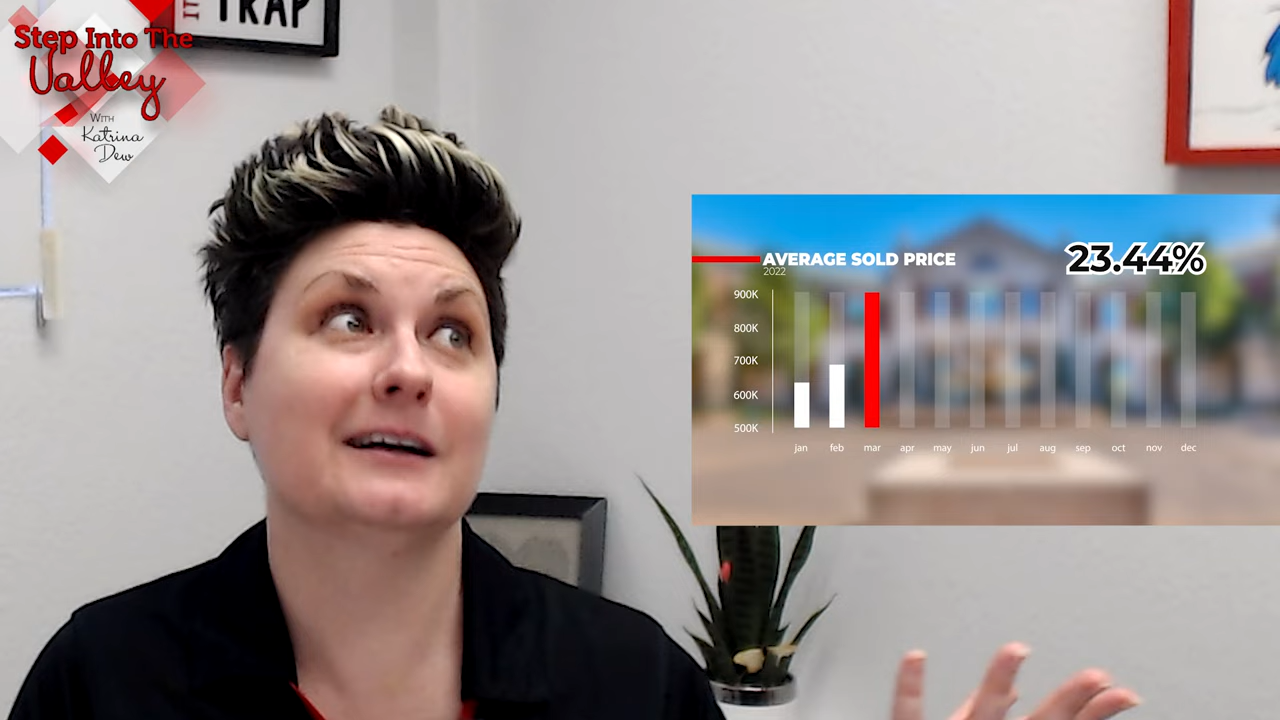 IT
TRAP
Step Into The
Valley
WITH
Katrina
Dew
AVERAGE SOLD PRICE
23.44%
2022
900K
800K
700K
600K
500K
jan feb mar apr may jun jul aug sep oct nov dec